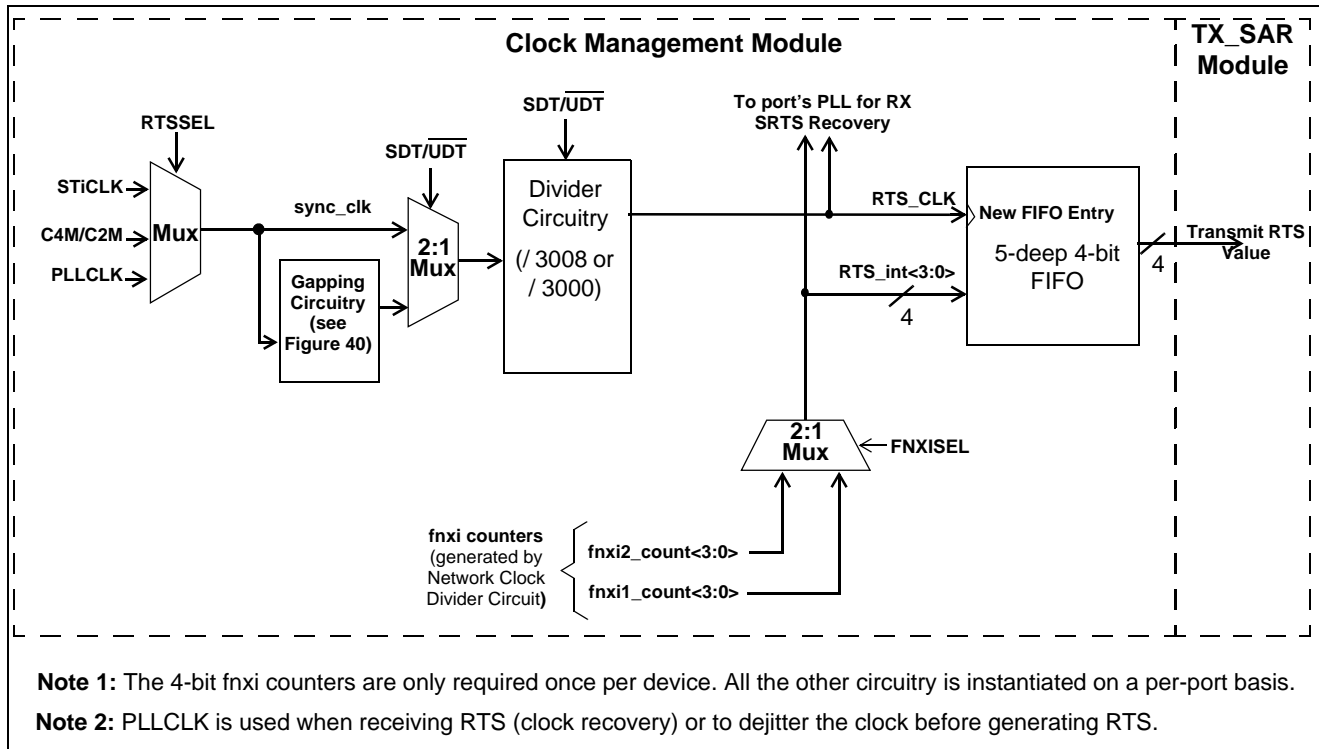 Clock Management Module
TX_SAR
Module
RTSSEL
STiCLK
C4M/C2M
PLLCLK
Mux
sync_clk
Gapping
Circuitry
(see
Figure 40)
SDT/UDT
2:1
Mux
SDT/UDT
Divider
Circuitry
(/ 3008 or
/ 3000)
To port's PLL for RX
SRTS Recovery
RTS_CLK
RTS_int<3:0>
4
New FIFO Entry
5-deep 4-bit
FIFO
4
Transmit RTS
Value
2:1
Mux
FNXISEL
fnxi counters
(generated by
Network Clock
Divider Circuit)
fnxi2_count<3:0>
fnxi1_count<3:0>
Note 1: The 4-bit fnxi counters are only required once per device. All the other circuitry is instantiated on a per-port basis.
Note 2: PLLCLK is used when receiving RTS (clock recovery) or to dejitter the clock before generating RTS.